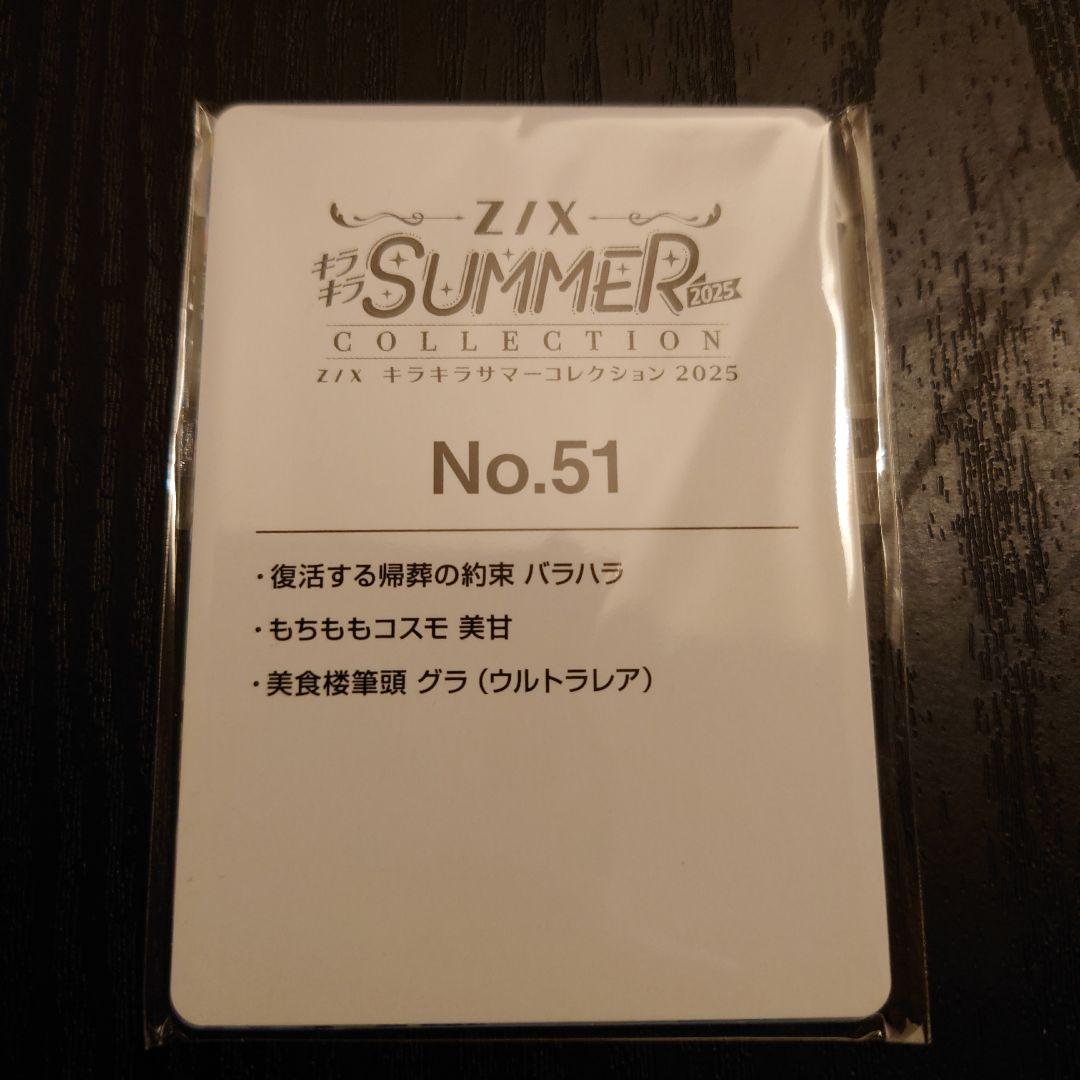 Z/X
キラ
キラ SUMMER 2025
COLLECTION
Z/X キラキラサマーコレクション 2025
No.51
・復活する帰葬の約束 バラハラ
・もちももコスモ 美甘
・美食楼筆頭 グラ（ウルトラレア）